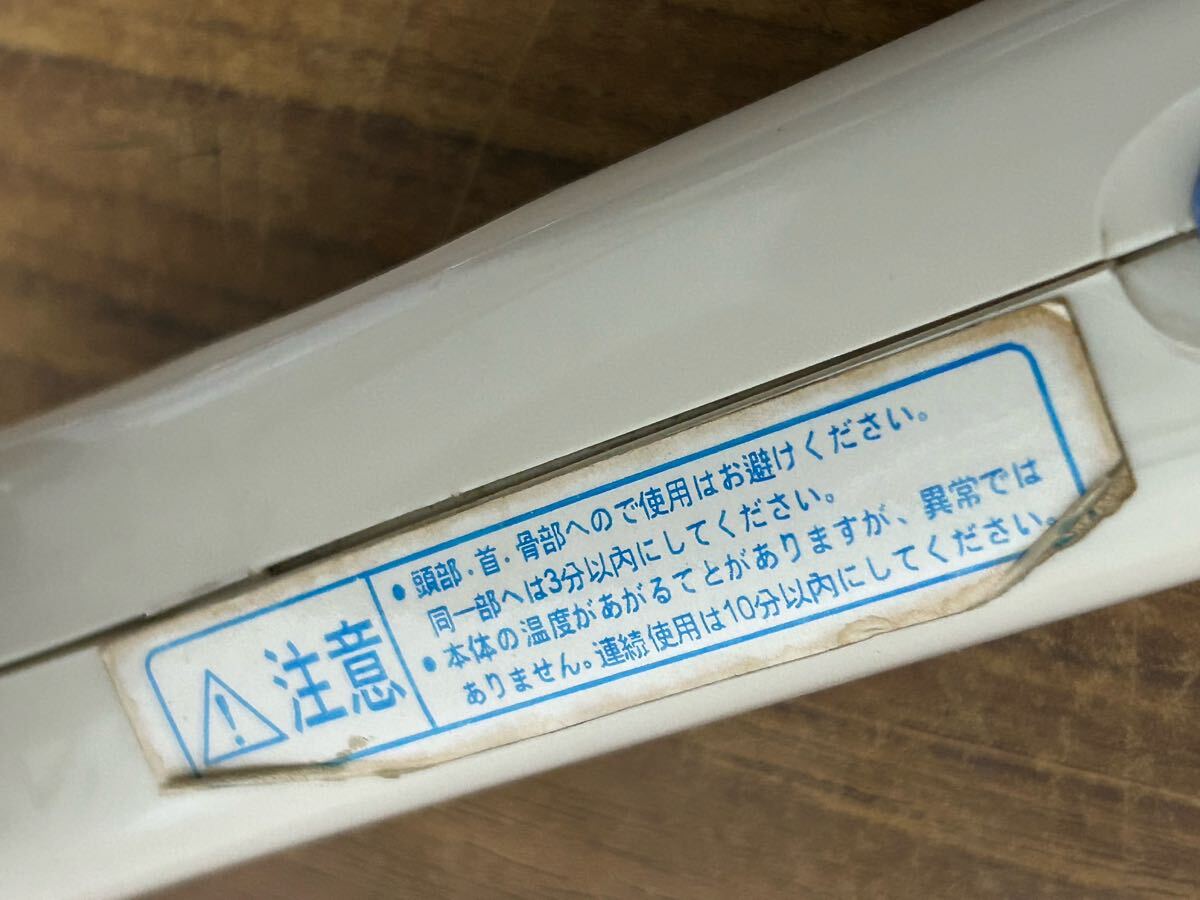 注意
・頭部・首・骨部へので使用はお避けください。
同一部へは3分以内にしてください。
・本体の温度があがるてとがありますが、異常では
ありません。連続使用は10分以内にしてください。